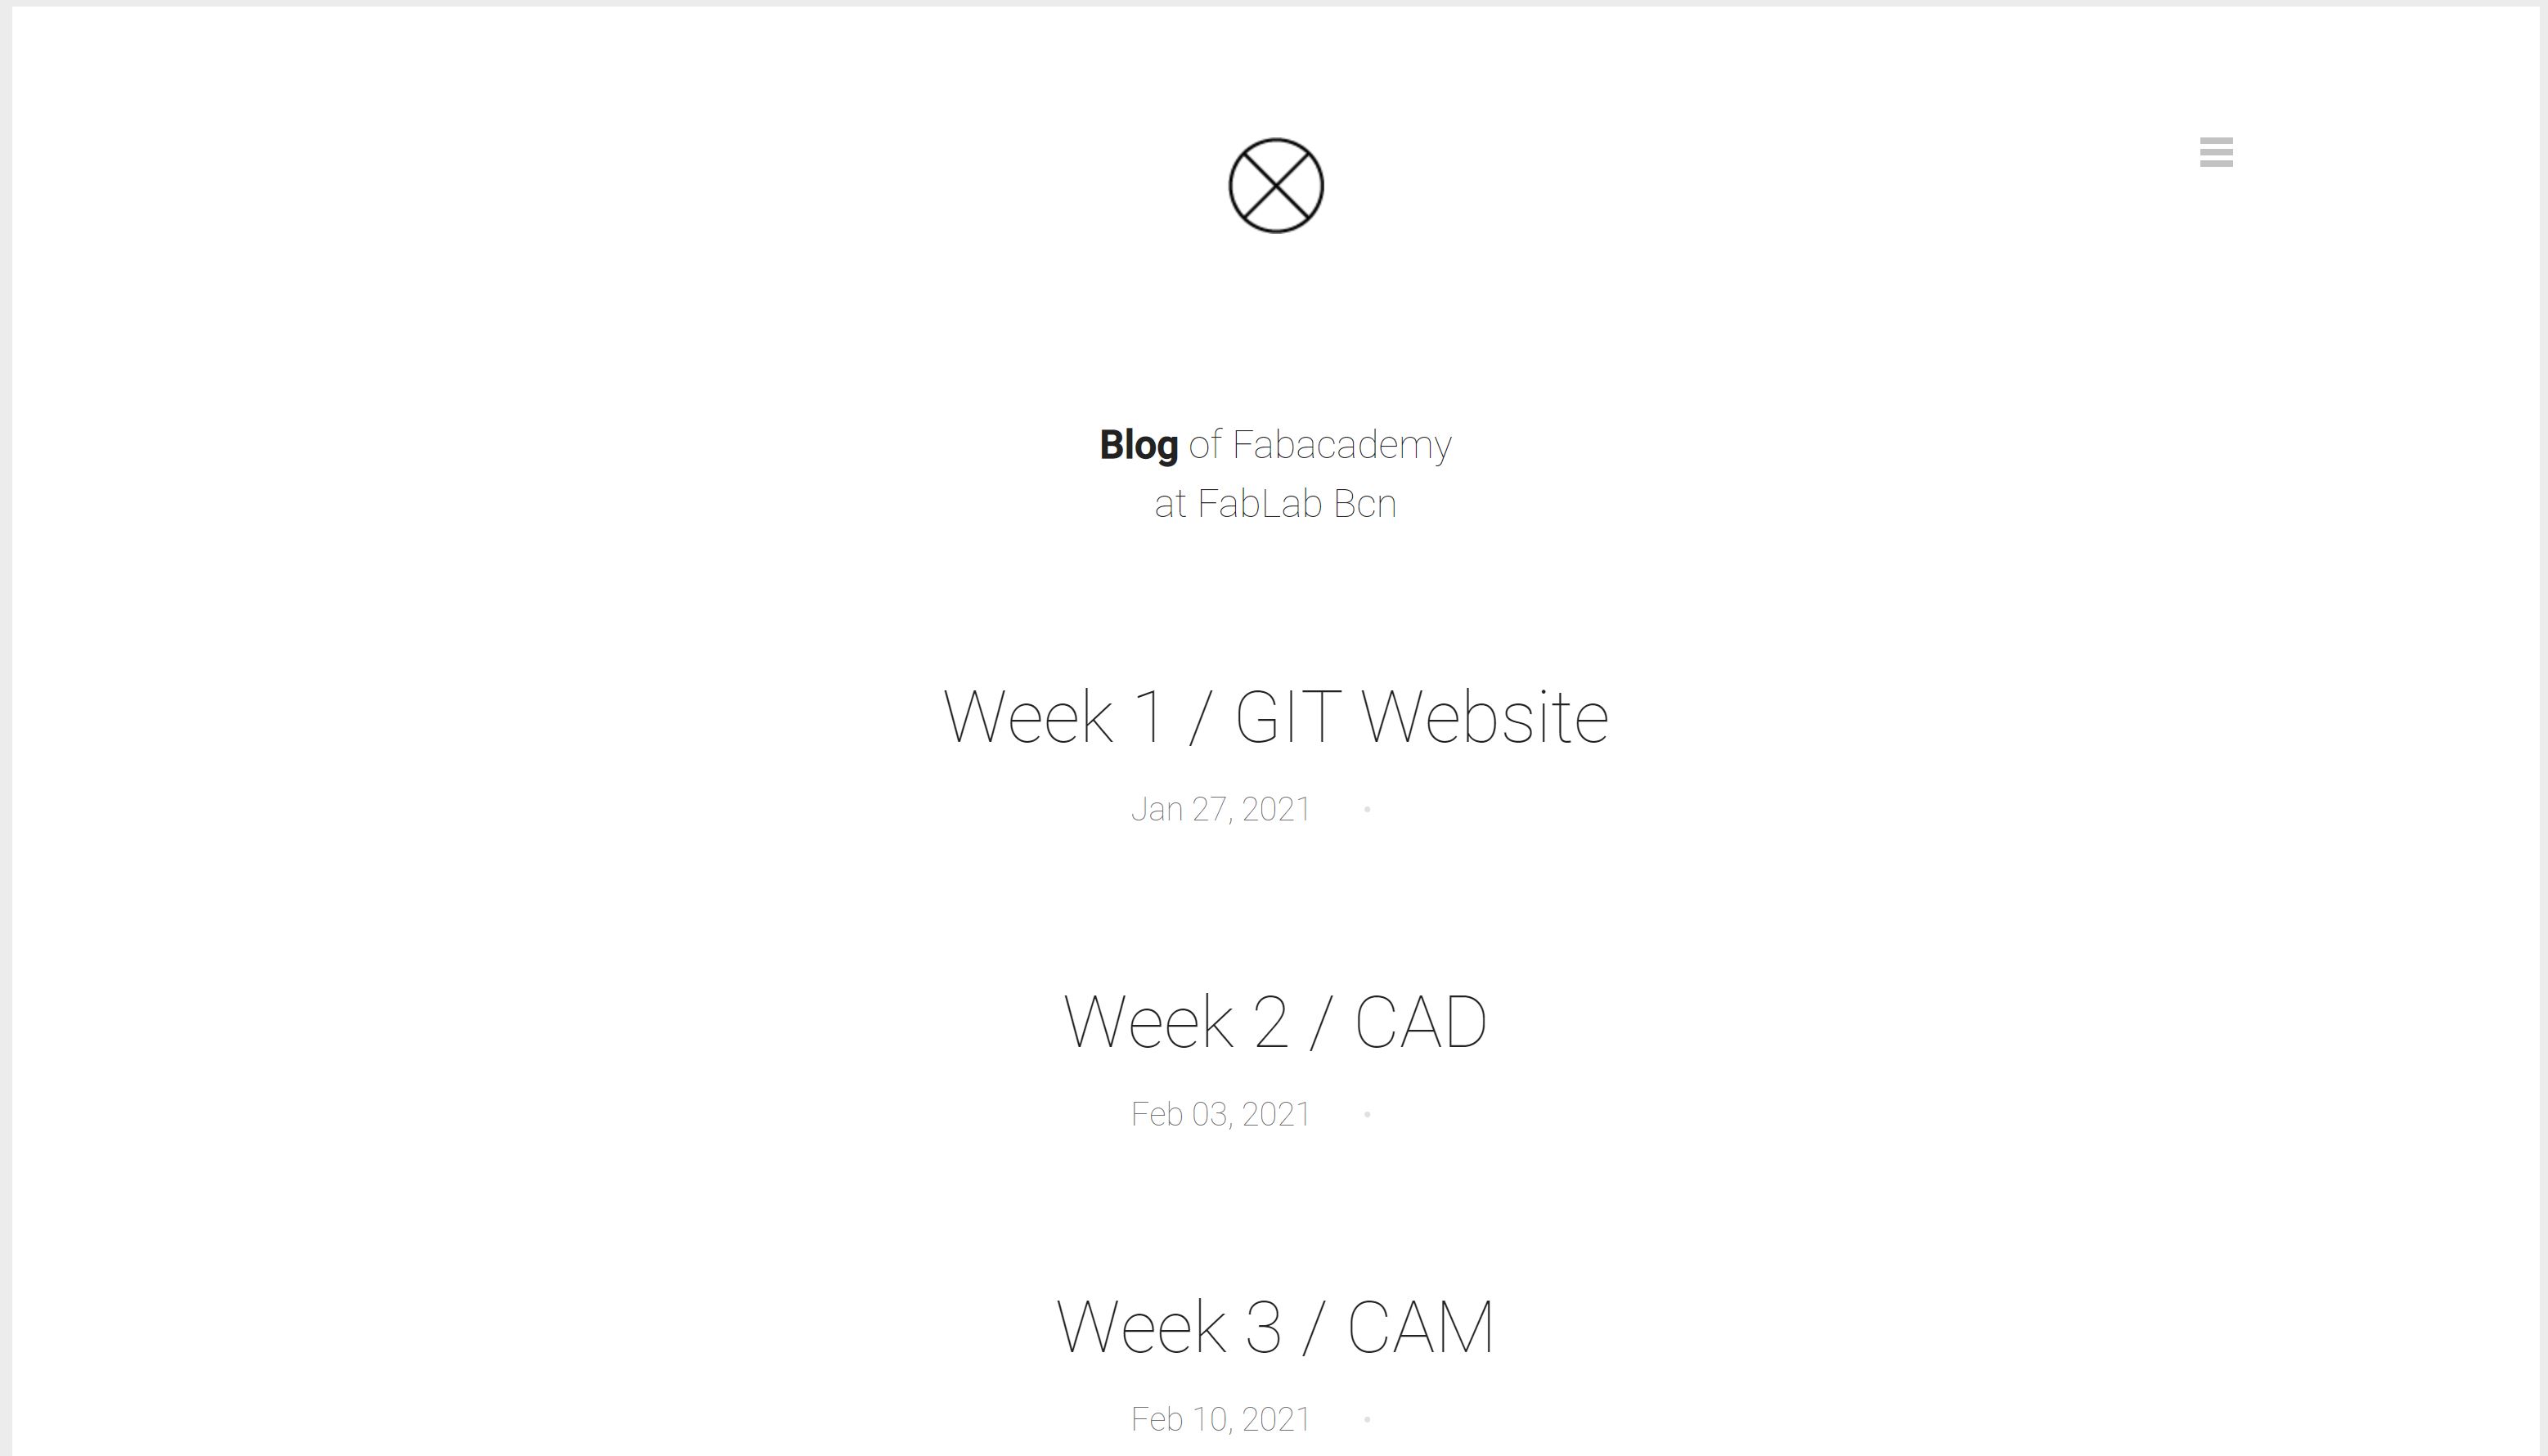 Blog of Fabacademy
at FabLab Bcn
Week 1 / GIT Website
Jan 27, 2021
Week 2 / CAD
Feb 03, 2021
Week 3 / CAM
Feb 10, 2021